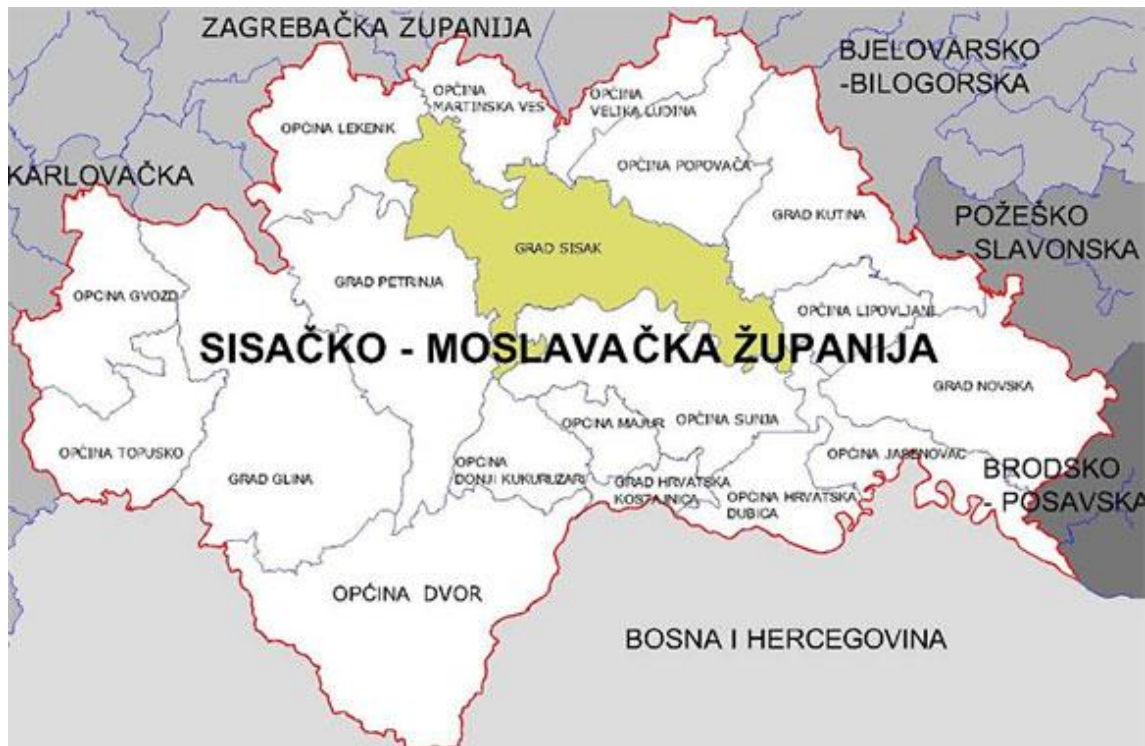 ZAGREBAČKA ŽUPANIJA
BJELOVARSKO
-BILOGORSKA
OPĆINA
MARTINSKA VES
OPĆINA
VELIKA LUDINA
OPĆINA LEKENIK
OPĆINA POPOVAČA
KARLOVAČKA
GRAD KUTINA
POŽEŠKO
- SLAVONSKA
GRAD SISAK
GRAD PETRINJA
OPĆINA GVOZD
OPĆINA LIPOVLJANI
SISAČKO - MOSLAVAČKA ŽUPANIJA
GRAD NOVSKA
OPĆINA MAJUR
OPĆINA SUNJA
OPĆINA TOPUSKO
OPĆINA JASENOVAC
GRAD GLINA
OPĆINA
DONJI KUKURUZARI
GRAD HRVATSKA
KOSTAJNICA
OPĆINA HRVATSKA
DUBICA
BRODSKO
- POSAVSKA
OPĆINA DVOR
BOSNA I HERCEGOVINA